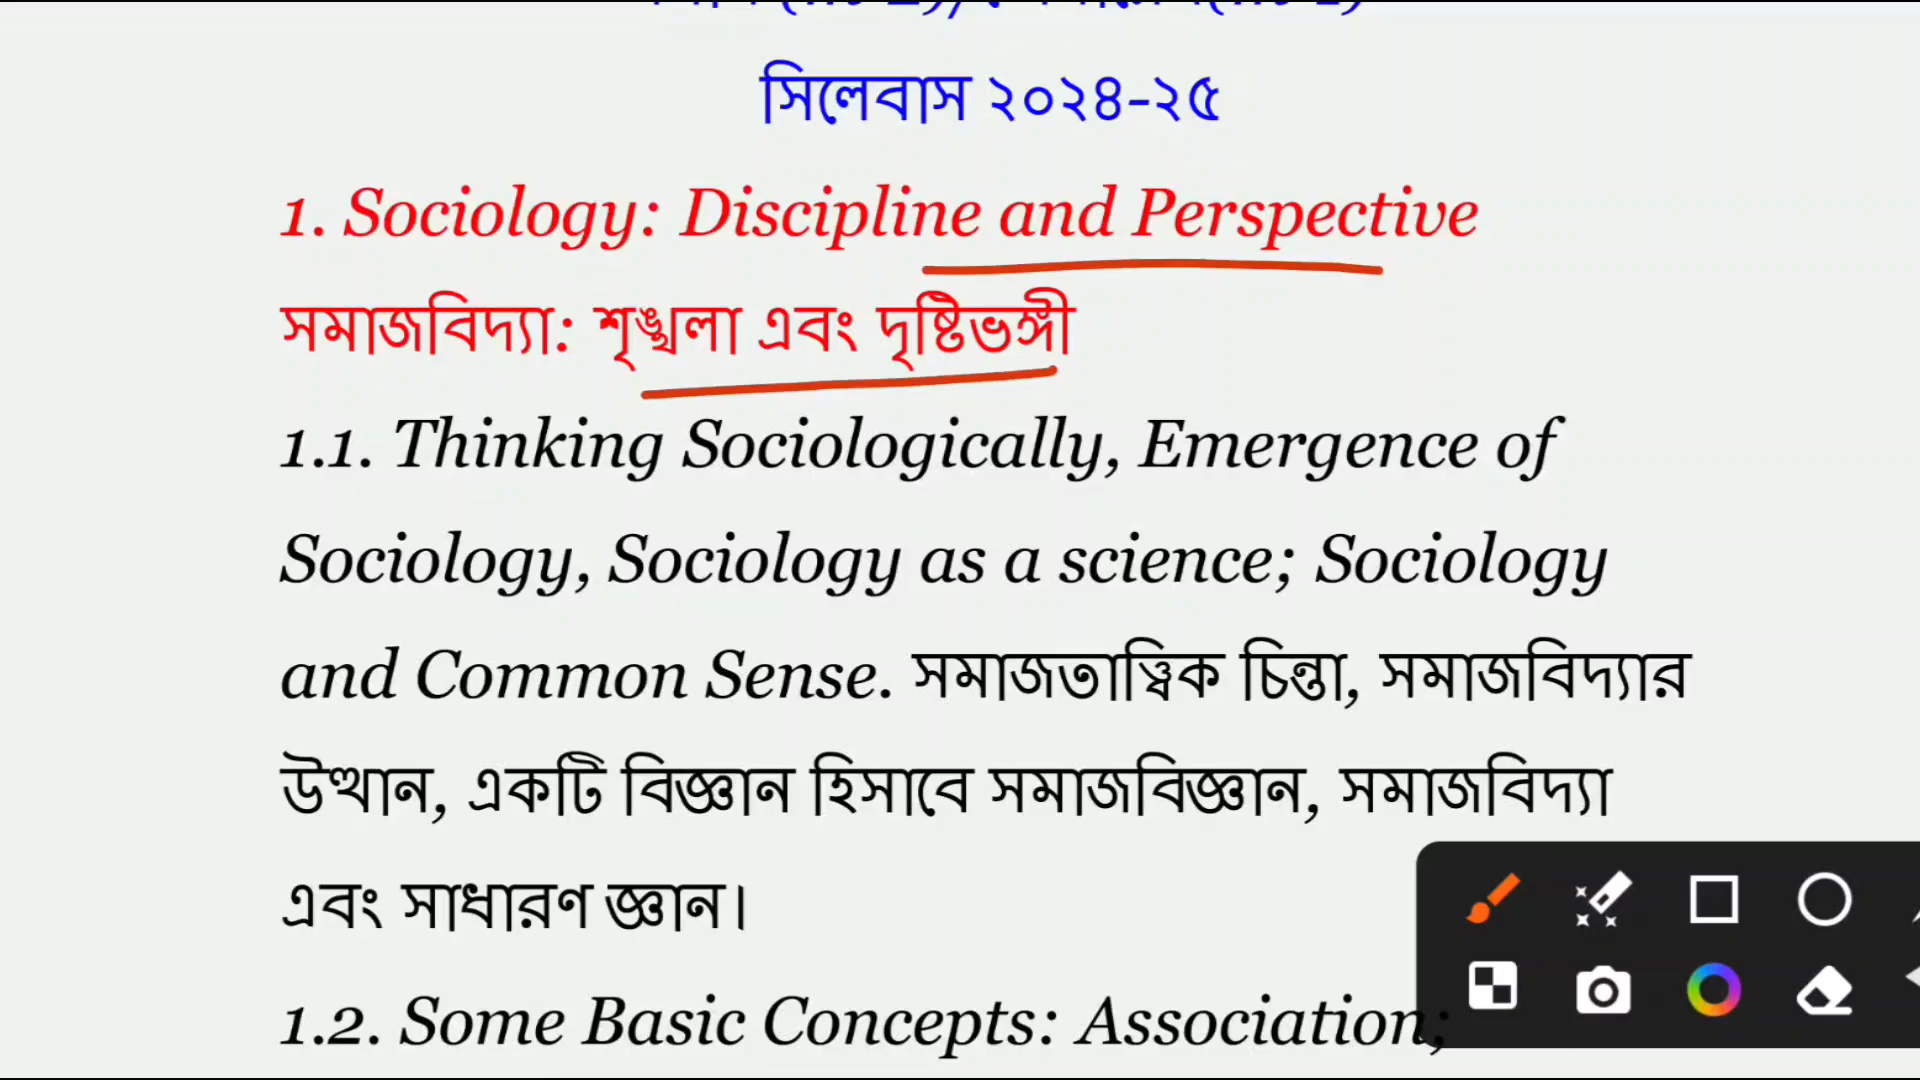 সিলেবাস ২০২৪-২৫
1. Sociology: Discipline and Perspective
সমাজবিদ্যা: শৃঙ্খলা এবং দৃষ্টিভঙ্গী
1.1. Thinking Sociologically, Emergence of
Sociology, Sociology as a science; Sociology
and Common Sense. সমাজতাত্ত্বিক চিন্তা, সমাজবিদ্যার
উত্থান, একটি বিজ্ঞান হিসাবে সমাজবিজ্ঞান, সমাজবিদ্যা
এবং সাধারণ জ্ঞান।
1.2. Some Basic Concepts: Association;